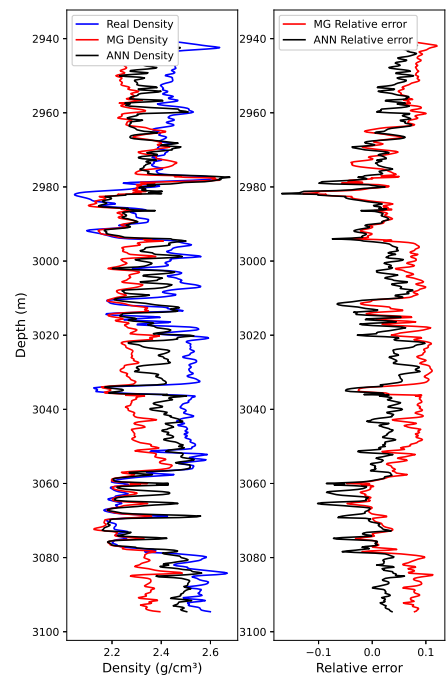 Real Density
MG Density
ANN Density
MG Relative error
ANN Relative error
2940
2960
2980
3000
3020
3040
3060
3080
3100
2940
2960
2980
3000
3020
3040
3060
3080
3100
Depth (m)
2.2 2.4 2.6
−0.1 0.0 0.1
Density (g/cm³)
Relative error